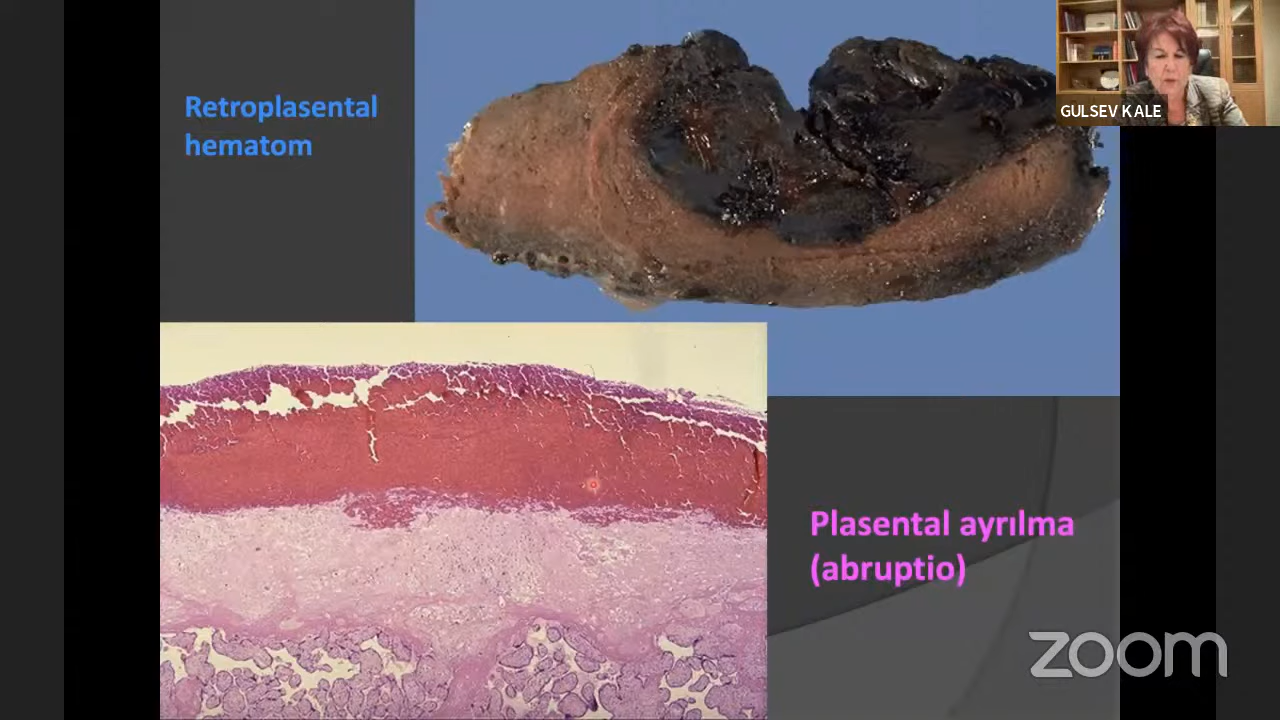 Retroplasental
hematom
GULSEV KALE
Plasental ayrılma
(abruptio)
zoom